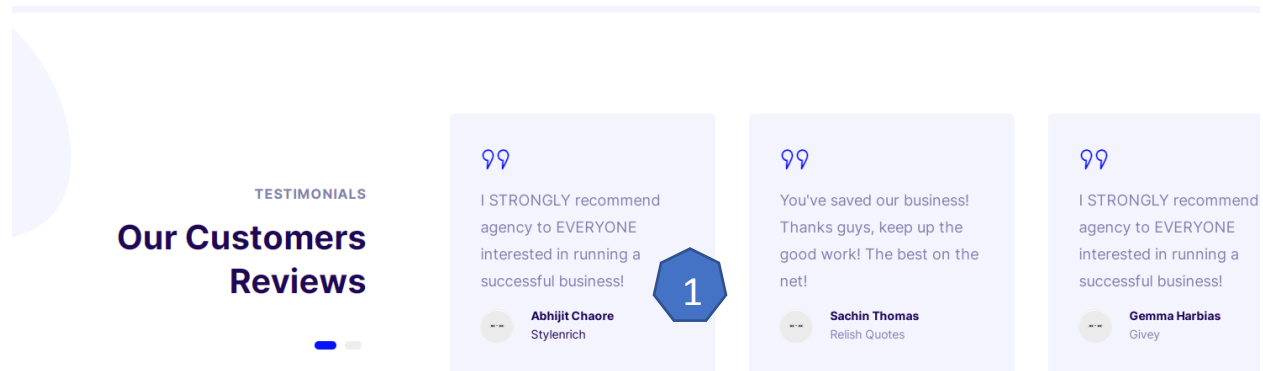 TESTIMONIALS
Our Customers
Reviews
I STRONGLY recommend
agency to EVERYONE
interested in running a
successful business!
Abhijit Chaore
Stylenrich
1
You've saved our business!
Thanks guys, keep up the
good work! The best on the
net!
Sachin Thomas
Relish Quotes
I STRONGLY recommend
agency to EVERYONE
interested in running a
successful business!
Gemma Harbias
Givey